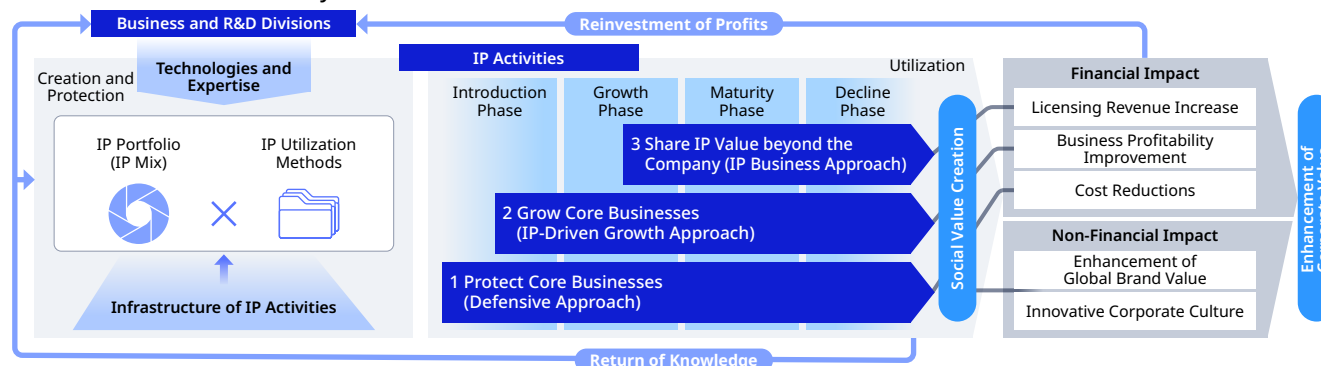 Business and R&D Divisions
Reinvestment of Profits
Creation and
Protection
Technologies and
Expertise
IP Activities
Utilization
Financial Impact
Introduction
Phase
Growth
Phase
Maturity
Phase
Decline
Phase
Licensing Revenue Increase
Business Profitability
Improvement
Cost Reductions
IP Portfolio
(IP Mix)
IP Utilization
Methods
3 Share IP Value beyond the
Company (IP Business Approach)
2 Grow Core Businesses
(IP-Driven Growth Approach)
1 Protect Core Businesses
(Defensive Approach)
Social Value Creation
Non-Financial Impact
Enhancement of
Global Brand Value
Innovative Corporate Culture
Enhancement of
Infrastructure of IP Activities
Return of Knowledge